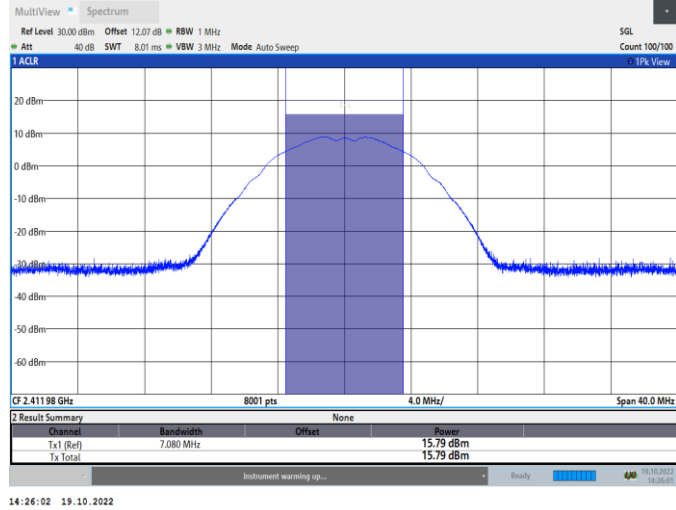 MultiView Spectrum
Ref Level 30.00 dBm Offset 12.07 dB RBW 1 MHz SGL
Att 40 dB SWT 8.01 ms VBW 3 MHz Mode Auto Sweep Count 100/100
1 ACLR 1Pk View
20 dBm
10 dBm
0 dBm
-10 dBm
-20 dBm
-30 dBm
-40 dBm
-50 dBm
-60 dBm
CF 2.41198 GHz 8001 pts 4.0 MHz/ Span 40.0 MHz
2 Result Summary None
Channel Bandwidth Offset Power
Tx1 (Ref) 7.080 MHz 15.79 dBm
Tx Total 15.79 dBm
Instrument warming up... Ready 19.10.2022
14:26:01
14:26:02 19.10.2022